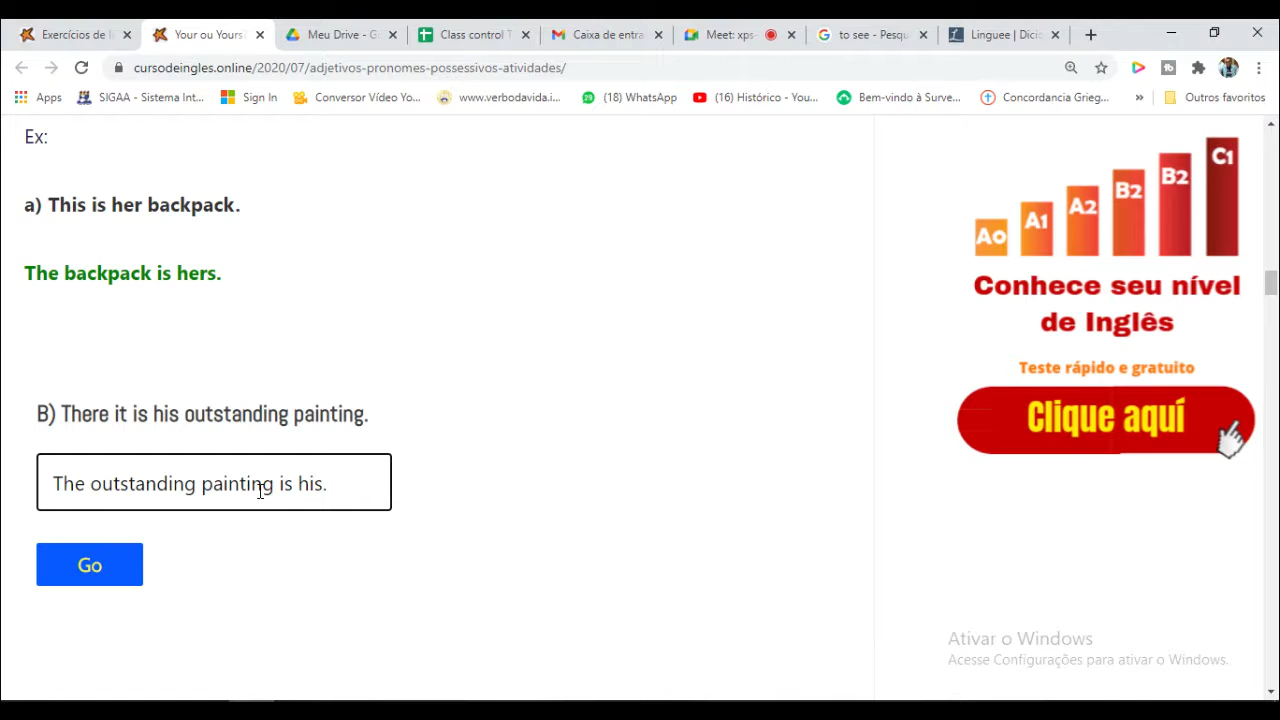 Exercícios de I
Your ou Yours?
Meu Drive - G
Class control T
Caixa de entra
Meet: xps-
to see - Pesqu
Linguee | Dici
cursodeingles.online/2020/07/adjetivos-pronomes-possessivos-atividades/
Apps
SIGAA - Sistema Int...
Sign In
Conversor Vídeo Yo...
www.verbodavida.i...
(18) WhatsApp
(16) Histórico - You...
Bem-vindo à Surve...
Concordancia Grieg...
»
Outros favoritos
Ex:
a) This is her backpack.
The backpack is hers.
B) There it is his outstanding painting.
The outstanding painting is his.
Go
A0 A1 A2 B2 B2 C1
Conhece seu nível
de Inglês
Teste rápido e gratuito
Clique aquí
Ativar o Windows
Acesse Configurações para ativar o Windows.